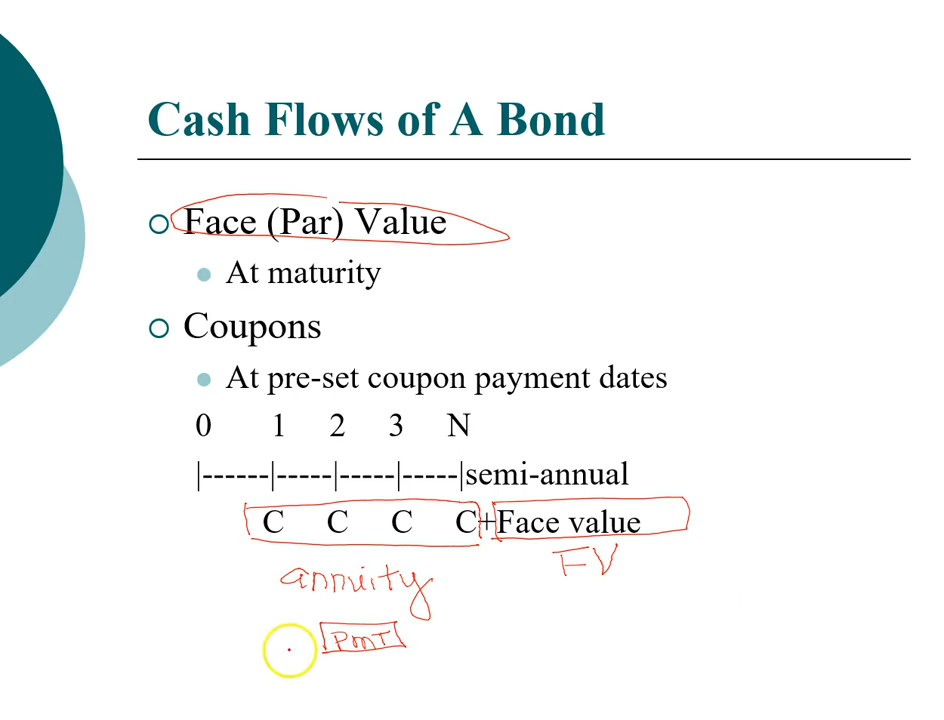 Cash Flows of A Bond
Face (Par) Value
At maturity
Coupons
At pre-set coupon payment dates
0 1 2 3 N
|------|-----|-----|-----|semi-annual
C C C C+Face value
annuity FV
PMT